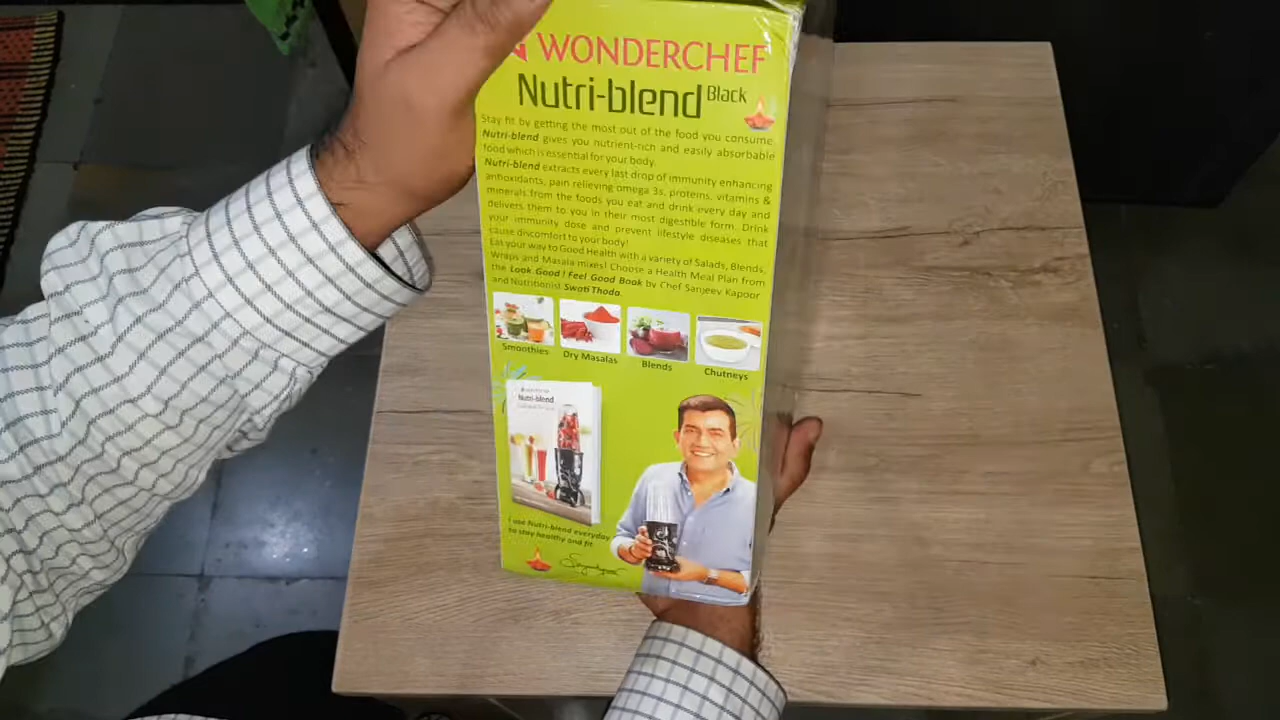 WONDERCHEF
Nutri-blend Black
Stay fit by getting the most out of the food you consume
Nutri-blend gives you nutrient-rich and easily absorbable
food which is essential for your body.
Nutri-blend extracts every last drop of immunity enhancing
antioxidants, pain relieving omega 3s, proteins, vitamins &
minerals from the foods you eat and drink every day and
delivers them to you in their most digestible form. Drink
your immunity dose and prevent lifestyle diseases that
cause discomfort to your body!
Eat your way to Good Health with a variety of Salads, Blends,
Wraps and Masala mixes! Choose a Health Meal Plan from
the Look Good! Feel Good Book by Chef Sanjeev Kapoor
and Nutritionist Swati Thoda.
Smoothies
Dry Masalas
Blends
Chutneys
Nutri-blend
I use Nutri-blend everyday
to stay healthy and fit